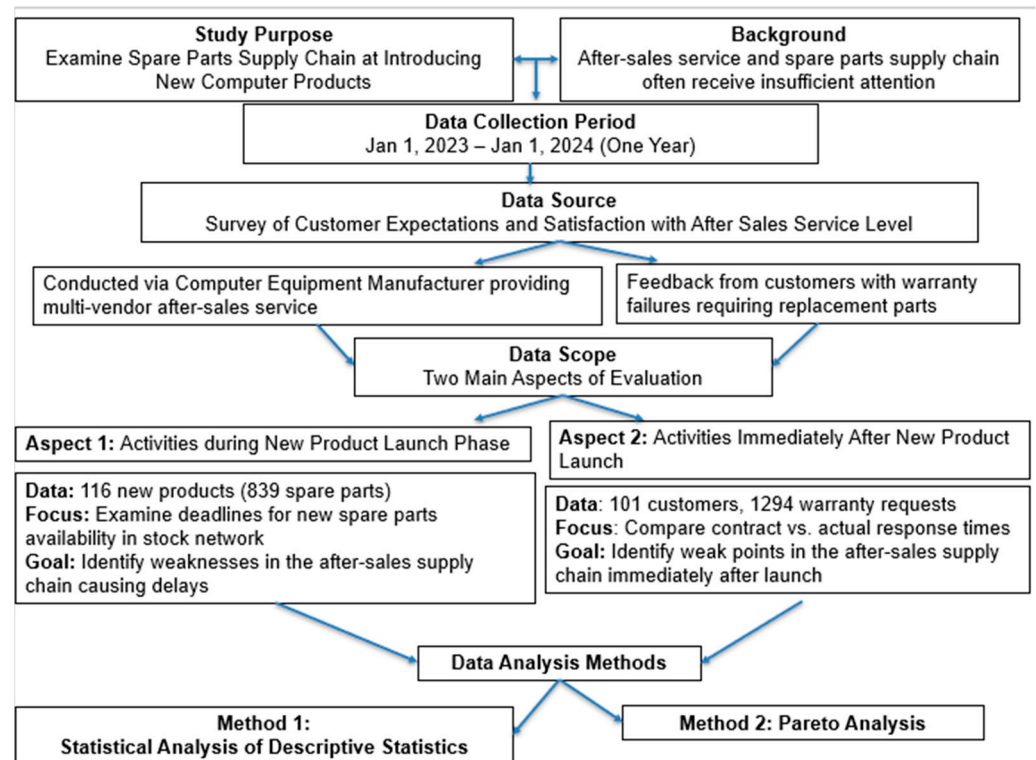 Study Purpose
Examine Spare Parts Supply Chain at Introducing
New Computer Products
Background
After-sales service and spare parts supply chain
often receive insufficient attention
Data Collection Period
Jan 1, 2023 – Jan 1, 2024 (One Year)
Data Source
Survey of Customer Expectations and Satisfaction with After Sales Service Level
Conducted via Computer Equipment Manufacturer providing
multi-vendor after-sales service
Feedback from customers with warranty
failures requiring replacement parts
Data Scope
Two Main Aspects of Evaluation
Aspect 1: Activities during New Product Launch Phase
Aspect 2: Activities Immediately After New Product
Launch
Data: 116 new products (839 spare parts)
Focus: Examine deadlines for new spare parts
availability in stock network
Goal: Identify weaknesses in the after-sales supply
chain causing delays
Data: 101 customers, 1294 warranty requests
Focus: Compare contract vs. actual response times
Goal: Identify weak points in the after-sales supply
chain immediately after launch
Data Analysis Methods
Method 1:
Statistical Analysis of Descriptive Statistics
Method 2: Pareto Analysis